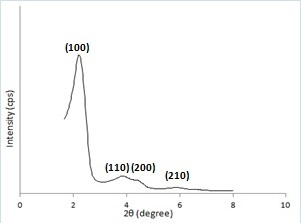 (100)
(110) (200)
(210)
Intensity (cps)
0 2 4 6 8 10
2θ (degree)